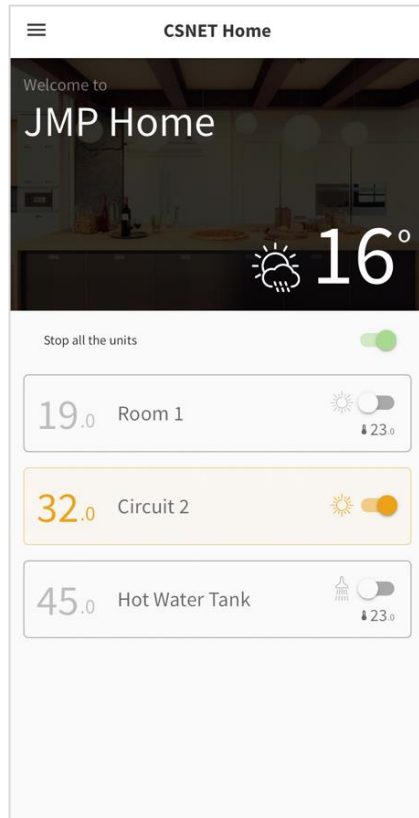 CSNET Home
Welcome to
JMP Home
16°
Stop all the units
19.0 Room 1
23.0
32.0 Circuit 2
45.0 Hot Water Tank
23.0